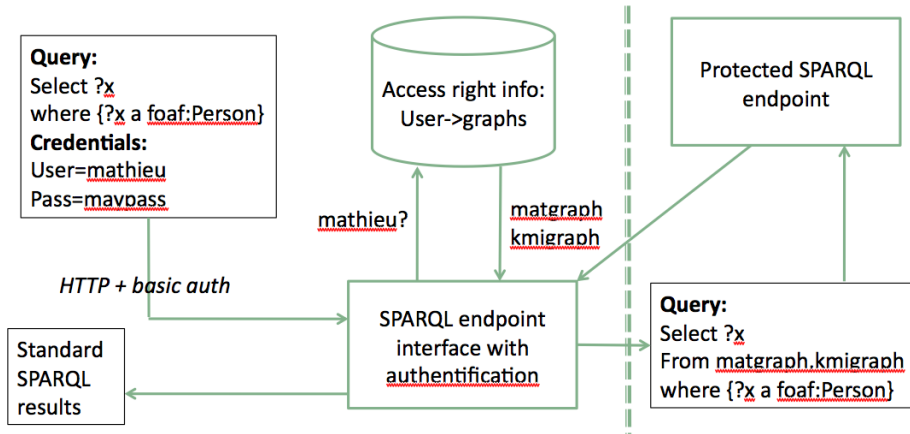 Query:
Select ?x
where {?x a foaf:Person}
Credentials:
User=mathieu
Pass=mavpass
HTTP + basic auth
Standard
SPARQL
results
Access right info:
User->graphs
mathieu?
matgraph
kmigraph
SPARQL endpoint
interface with
authentification
Protected SPARQL
endpoint
Query:
Select ?x
From matgraph,kmigraph
where {?x a foaf:Person}